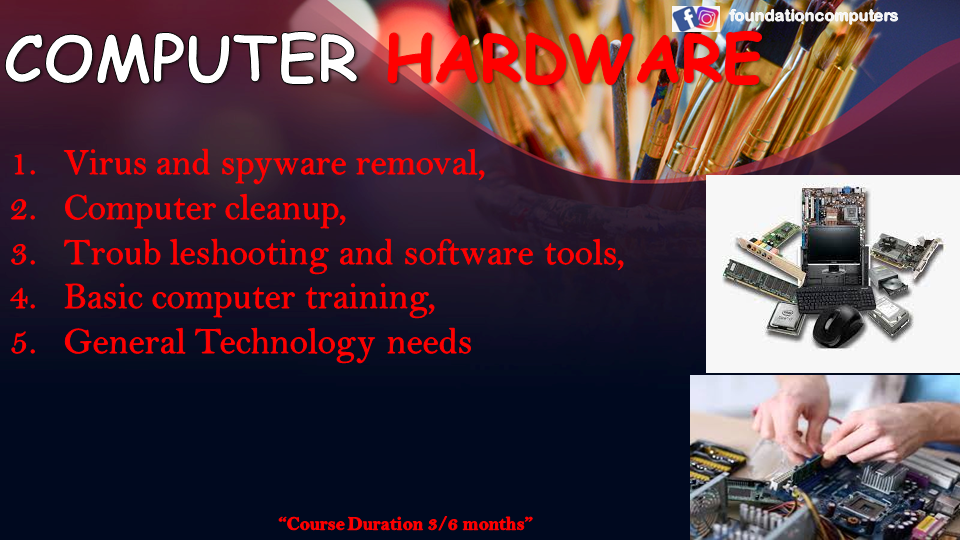 foundationcomputers
COMPUTER HARDWARE
1. Virus and spyware removal,
2. Computer cleanup,
3. Troub leshooting and software tools,
4. Basic computer training,
5. General Technology needs
“Course Duration 3/6 months”